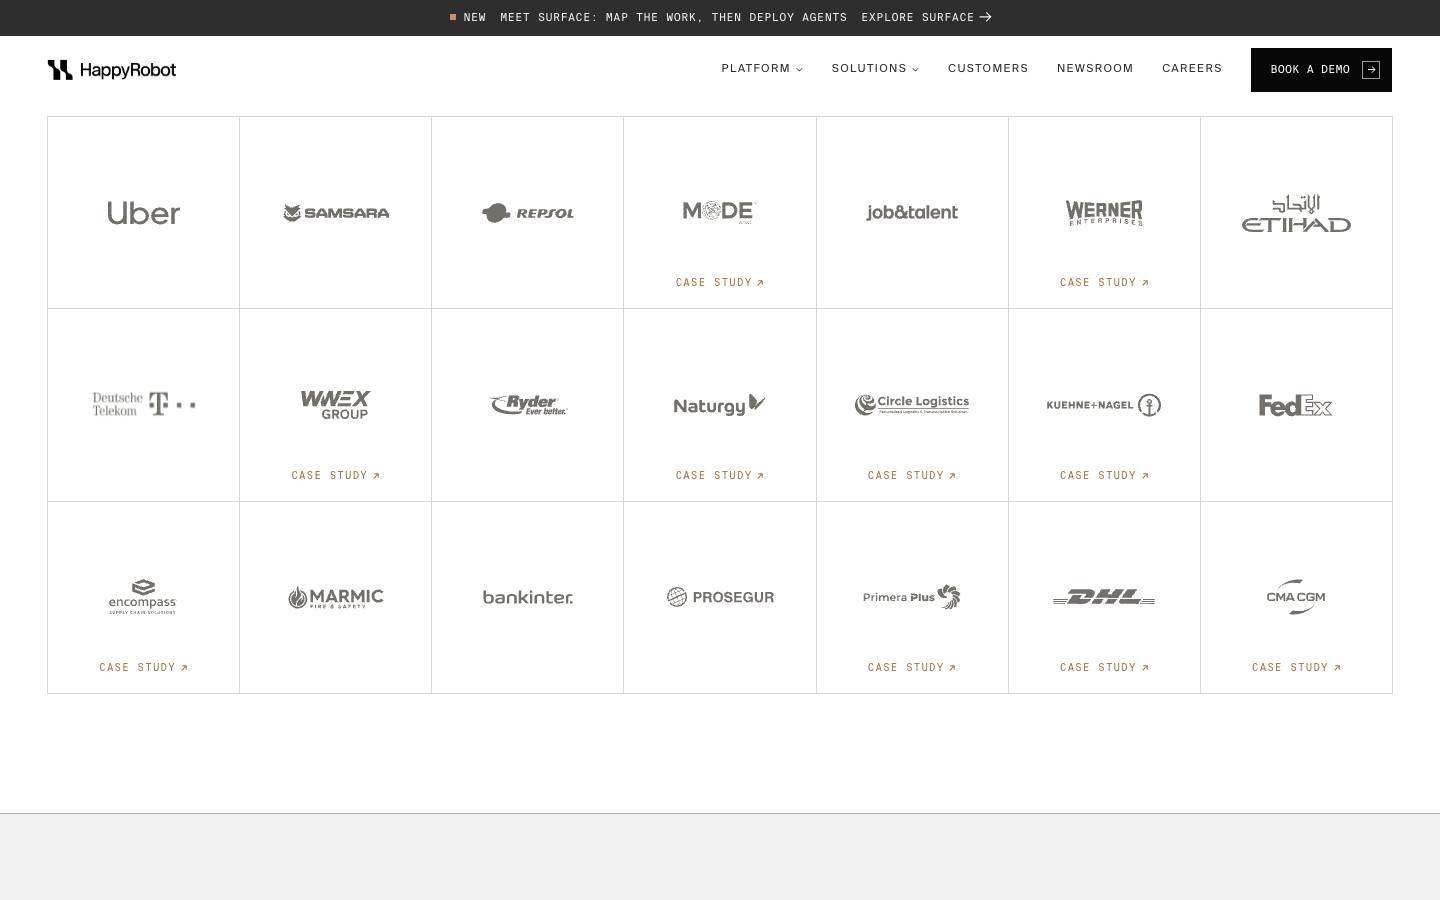 NEW MEET SURFACE: MAP THE WORK, THEN DEPLOY AGENTS EXPLORE SURFACE
HappyRobot
PLATFORM SOLUTIONS CUSTOMERS NEWSROOM CAREERS BOOK A DEMO
Uber
SAMSARA
REPSOL
MODE
job&talent
WERNER
ENTERPRISES
الإتحاد
ETIHAD
CASE STUDY
CASE STUDY
Deutsche
Telekom T
WWEX
GROUP
Ryder
Ever better.
Naturgy
Circle Logistics
KUEHNE+NAGEL
FedEx
CASE STUDY
CASE STUDY
CASE STUDY
CASE STUDY
encompass
SUPPLY CHAIN SOLUTIONS
MARMIC
FIRE & SAFETY
bankinter.
PROSEGUR
Primera Plus
DHL
CMA CGM
CASE STUDY
CASE STUDY
CASE STUDY
CASE STUDY